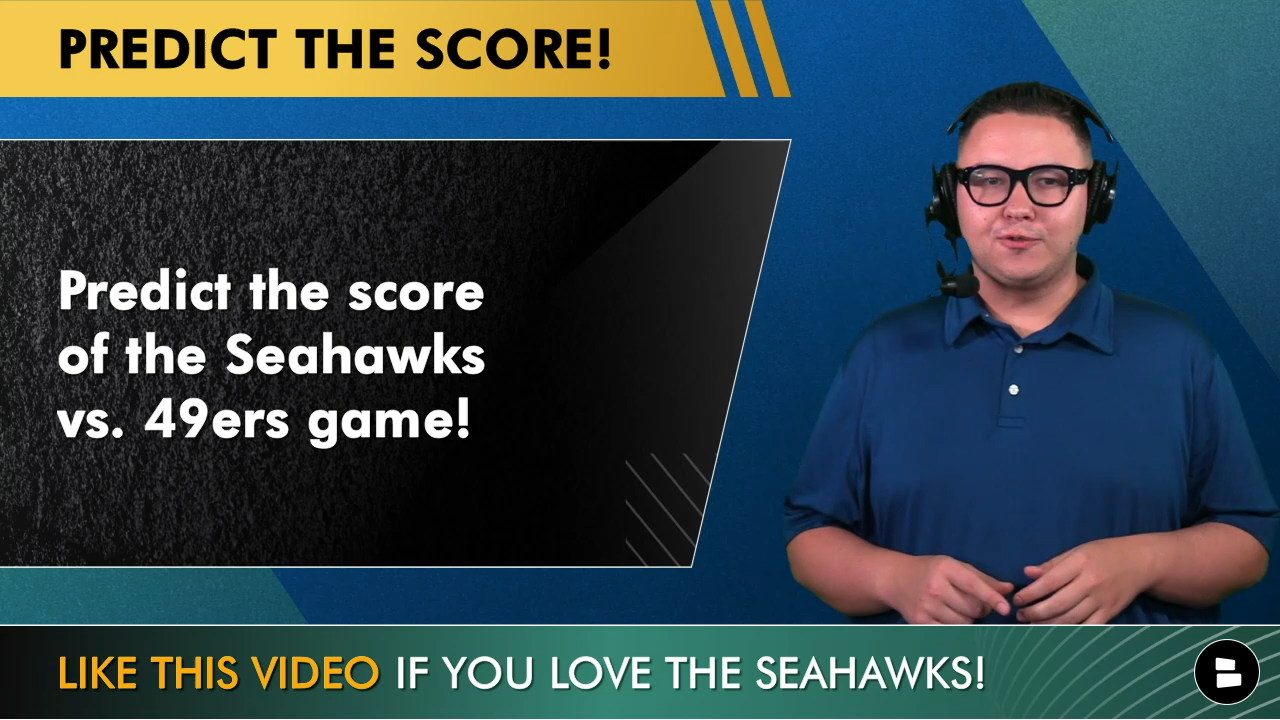 PREDICT THE SCORE!
Predict the score
of the Seahawks
vs. 49ers game!
LIKE THIS VIDEO IF YOU LOVE THE SEAHAWKS!